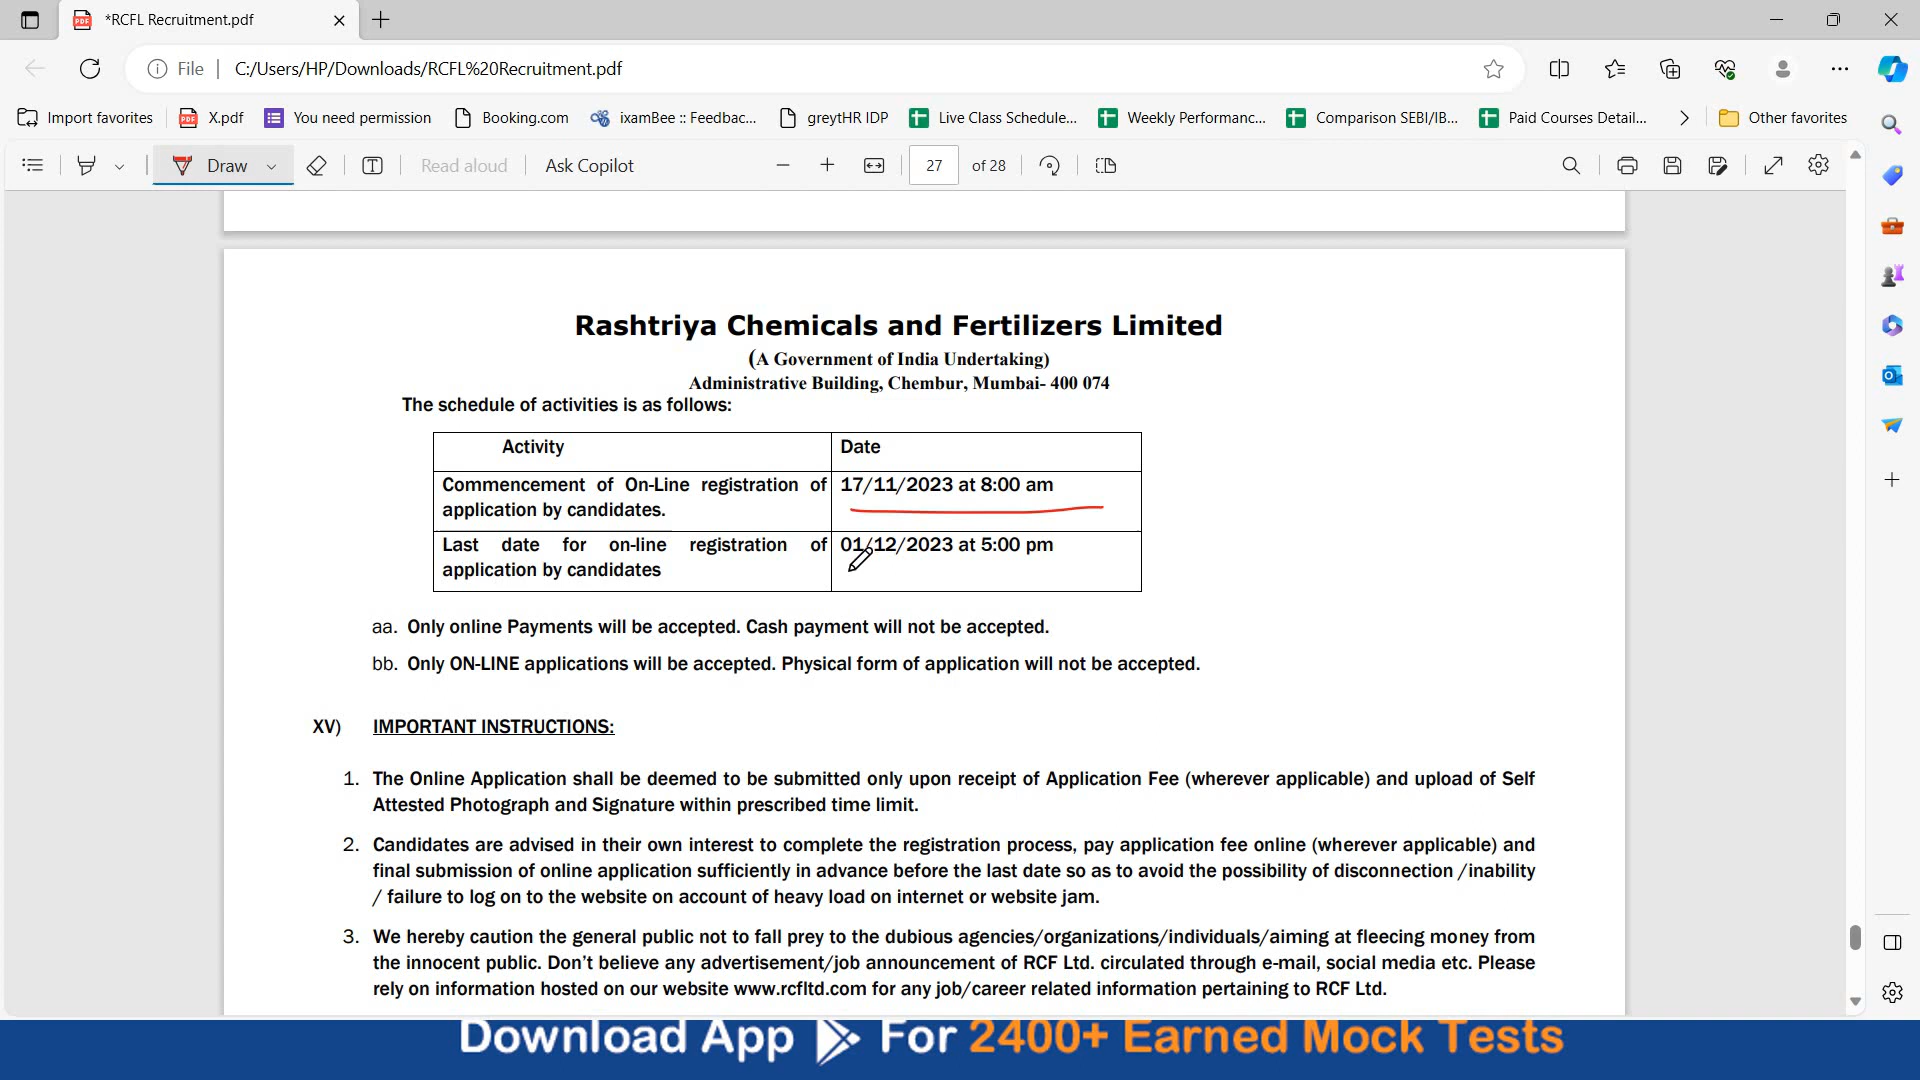 *RCFL Recruitment.pdf
File
C:/Users/HP/Downloads/RCFL%20Recruitment.pdf
Import favorites
X.pdf
You need permission
Booking.com
ixamBee :: Feedbac...
greytHR IDP
Live Class Schedule...
Weekly Performanc...
Comparison SEBI/IB...
Paid Courses Detail...
Other favorites
Draw
Read aloud
Ask Copilot
27
of 28
Rashtriya Chemicals and Fertilizers Limited
(A Government of India Undertaking)
Administrative Building, Chembur, Mumbai- 400 074
The schedule of activities is as follows:
Activity
Date
Commencement of On-Line registration of
application by candidates.
17/11/2023 at 8:00 am
Last date for on-line registration of
application by candidates
01/12/2023 at 5:00 pm
aa. Only online Payments will be accepted. Cash payment will not be accepted.
bb. Only ON-LINE applications will be accepted. Physical form of application will not be accepted.
XV) IMPORTANT INSTRUCTIONS:
1. The Online Application shall be deemed to be submitted only upon receipt of Application Fee (wherever applicable) and upload of Self
Attested Photograph and Signature within prescribed time limit.
2. Candidates are advised in their own interest to complete the registration process, pay application fee online (wherever applicable) and
final submission of online application sufficiently in advance before the last date so as to avoid the possibility of disconnection /inability
/ failure to log on to the website on account of heavy load on internet or website jam.
3. We hereby caution the general public not to fall prey to the dubious agencies/organizations/individuals/aiming at fleecing money from
the innocent public. Don't believe any advertisement/job announcement of RCF Ltd. circulated through e-mail, social media etc. Please
rely on information hosted on our website www.rcfltd.com for any job/career related information pertaining to RCF Ltd.
Download App For 2400+ Earned Mock Tests